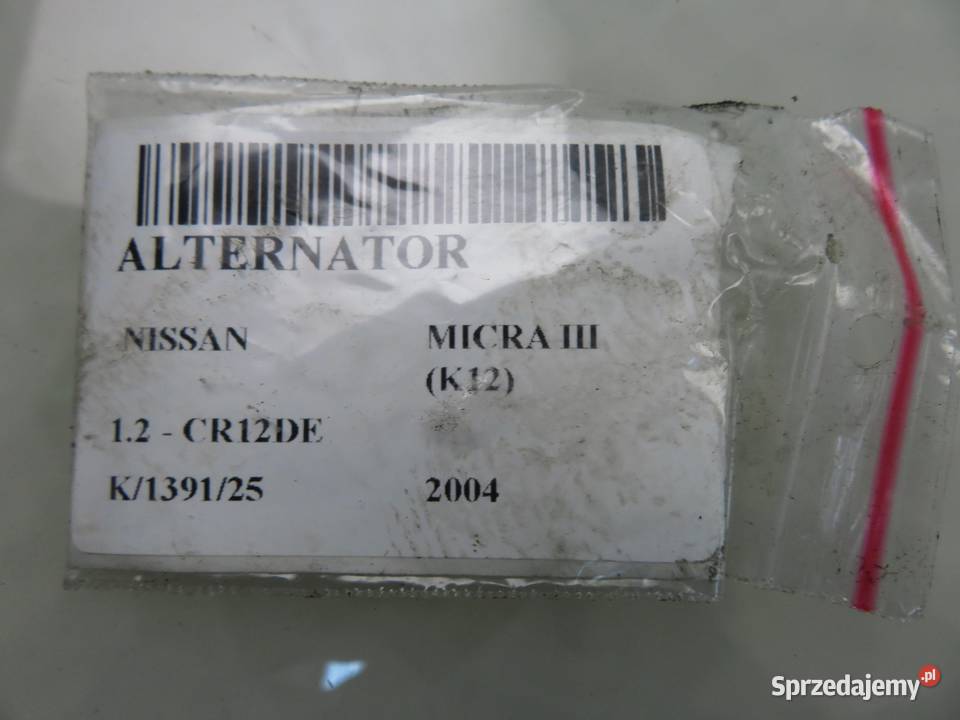 ALTERNATOR
NISSAN MICRA III
(K12)
1.2 - CR12DE
K/1391/25 2004
Sprzedajemy.pl